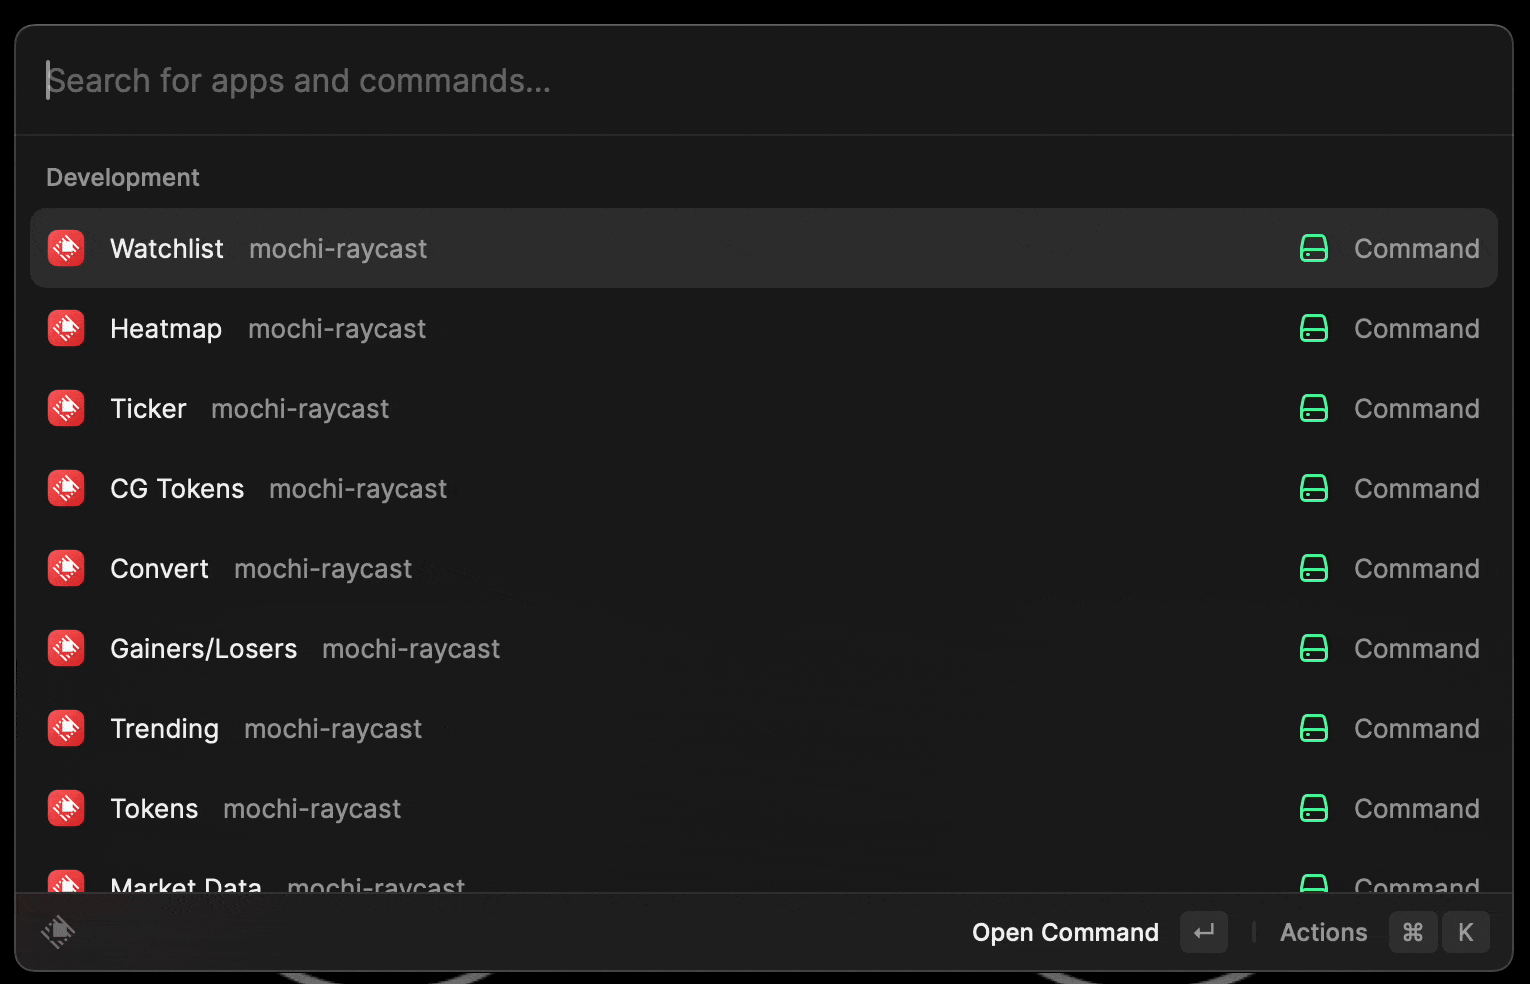 Search for apps and commands...
Development
Watchlist mochi-raycast Command
Heatmap mochi-raycast Command
Ticker mochi-raycast Command
CG Tokens mochi-raycast Command
Convert mochi-raycast Command
Gainers/Losers mochi-raycast Command
Trending mochi-raycast Command
Tokens mochi-raycast Command
Market Data mochi-raycast Command
Open Command ↵ Actions ⌘ K